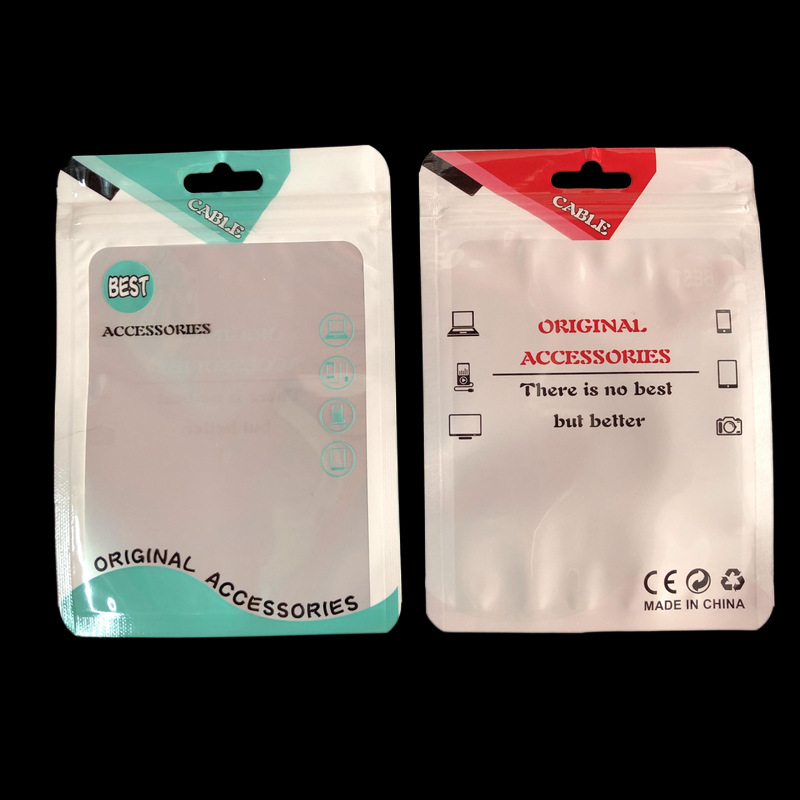 CABLE
BEST
ACCESSORIES
ORIGINAL ACCESSORIES
CABLE
ORIGINAL
ACCESSORIES
There is no best
but better
CE
MADE IN CHINA